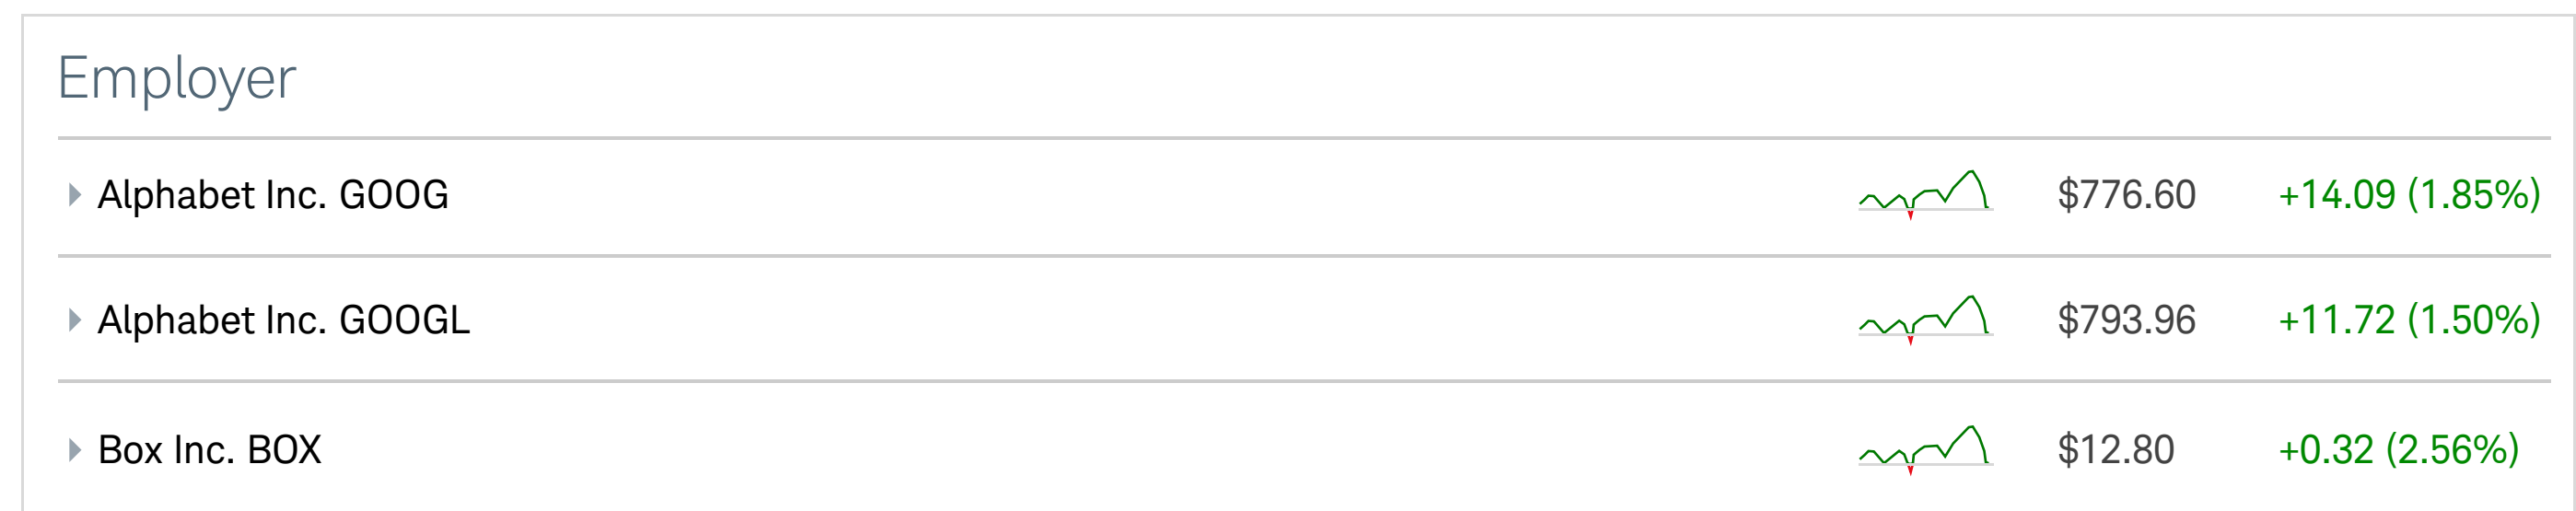 Employer
Alphabet Inc. GOOG $776.60 +14.09 (1.85%)
Alphabet Inc. GOOGL $793.96 +11.72 (1.50%)
Box Inc. BOX $12.80 +0.32 (2.56%)